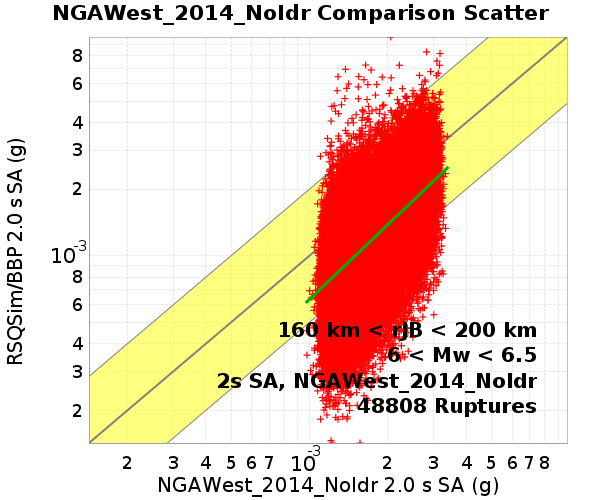 NGAWest_2014_NoIdr Comparison Scatter
RSQSim/BBP 2.0 s SA (g)
8
6
4
3
2
10-3
8
6
4
3
2
160 km < rJB < 200 km
6 < Mw < 6.5
2s SA, NGAWest_2014_NoIdr
48808 Ruptures
2 3 4 5 6 7 8 10-3 2 3 4 5 6 7 8
NGAWest_2014_NoIdr 2.0 s SA (g)